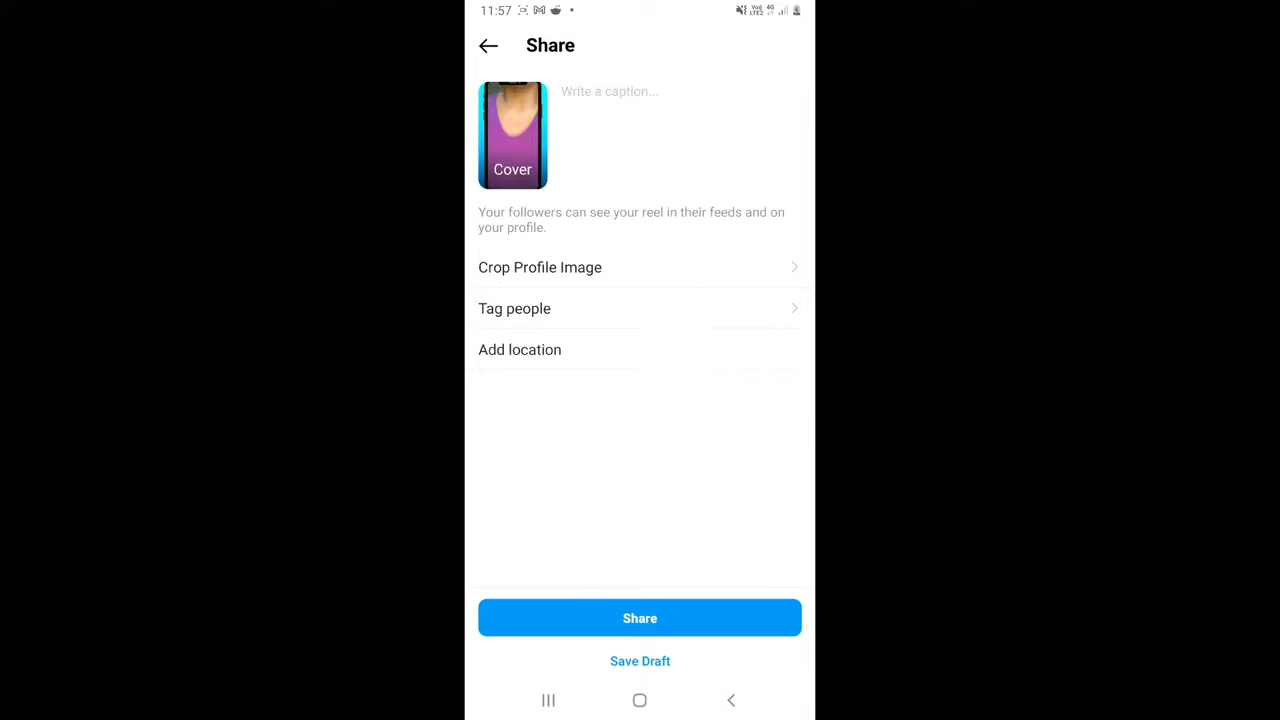 11:57
Share
Write a caption...
Cover
Your followers can see your reel in their feeds and on
your profile.
Crop Profile Image
Tag people
Add location
Share
Save Draft